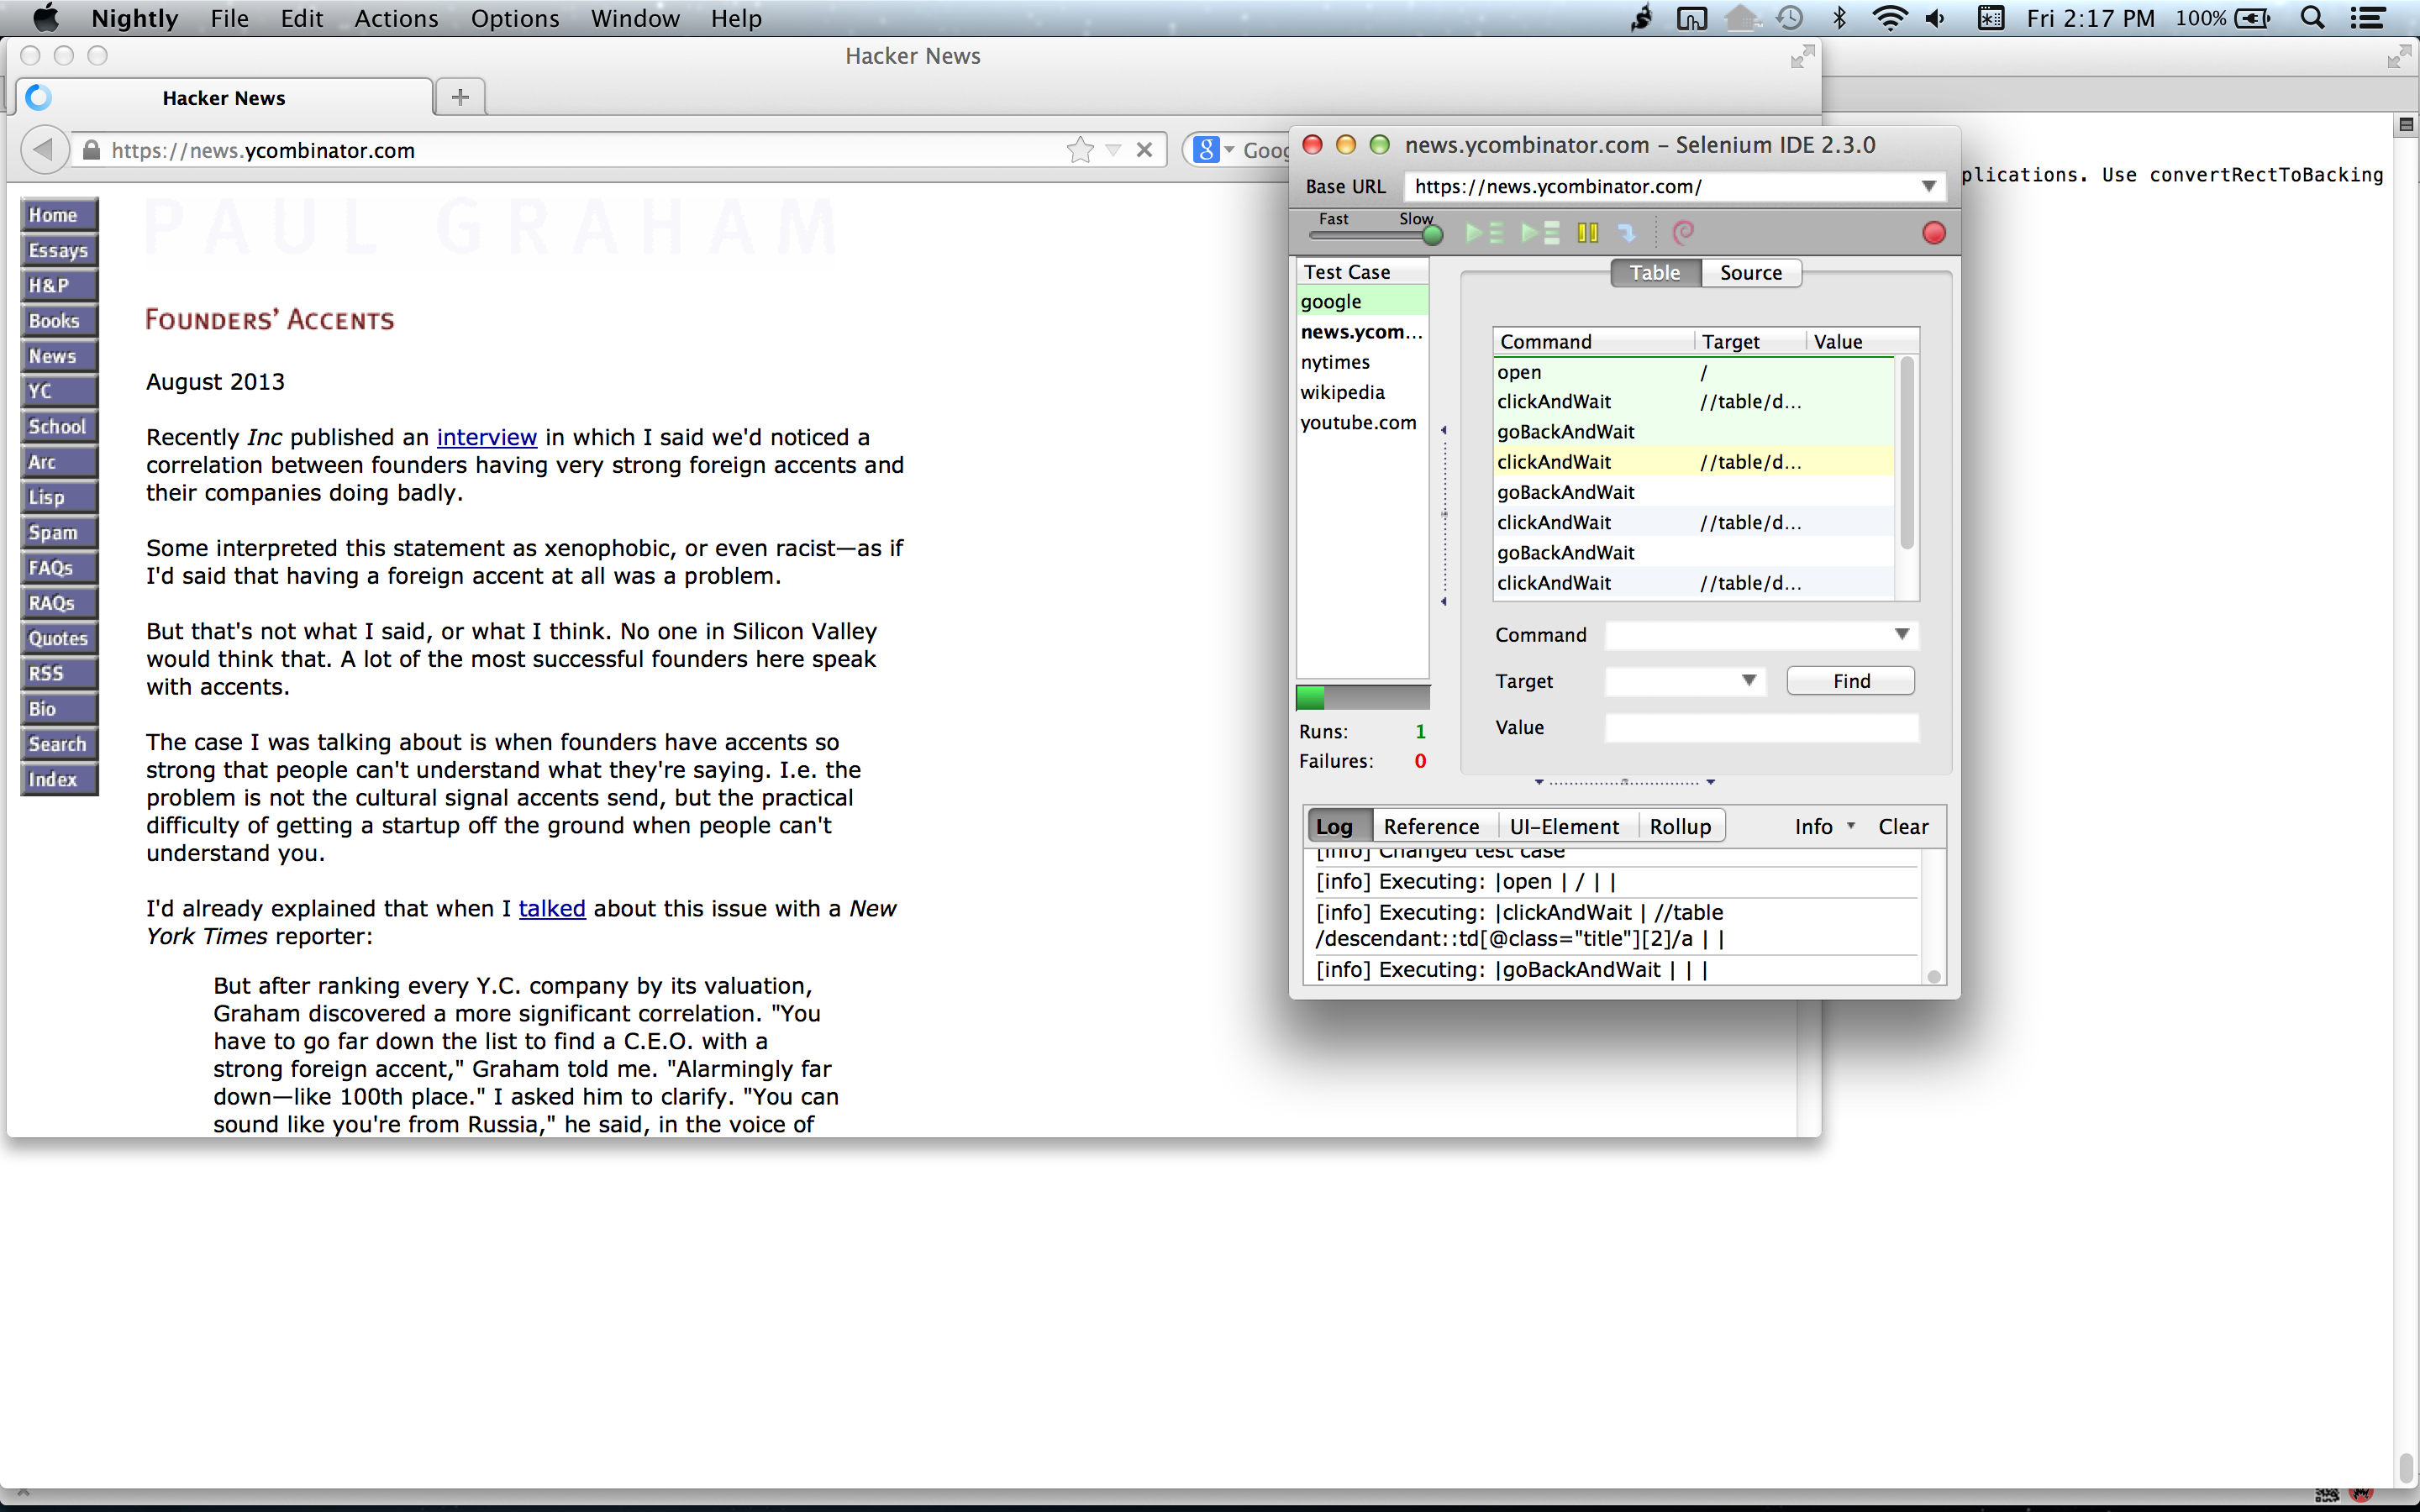 Nightly File Edit Actions Options Window Help
Fri 2:17 PM 100%
Hacker News
Hacker News
https://news.ycombinator.com
Goog
Home
Essays
H&P
Books
News
YC
School
Arc
Lisp
Spam
FAQs
RAQs
Quotes
RSS
Bio
Search
Index
PAUL GRAHAM
FOUNDERS' ACCENTS
August 2013
Recently Inc published an interview in which I said we'd noticed a
correlation between founders having very strong foreign accents and
their companies doing badly.
Some interpreted this statement as xenophobic, or even racist—as if
I'd said that having a foreign accent at all was a problem.
But that's not what I said, or what I think. No one in Silicon Valley
would think that. A lot of the most successful founders here speak
with accents.
The case I was talking about is when founders have accents so
strong that people can't understand what they're saying. I.e. the
problem is not the cultural signal accents send, but the practical
difficulty of getting a startup off the ground when people can't
understand you.
I'd already explained that when I talked about this issue with a New
York Times reporter:
But after ranking every Y.C. company by its valuation,
Graham discovered a more significant correlation. "You
have to go far down the list to find a C.E.O. with a
strong foreign accent," Graham told me. "Alarmingly far
down—like 100th place." I asked him to clarify. "You can
sound like you're from Russia," he said, in the voice of
news.ycombinator.com – Selenium IDE 2.3.0
Base URL https://news.ycombinator.com/
Fast Slow
Test Case
google
news.ycom...
nytimes
wikipedia
youtube.com
Runs: 1
Failures: 0
Table Source
Command Target Value
open /
clickAndWait //table/d...
goBackAndWait
clickAndWait //table/d...
goBackAndWait
clickAndWait //table/d...
goBackAndWait
clickAndWait //table/d...
Command
Target Find
Value
Log Reference UI-Element Rollup Info Clear
[info] Changed test case
[info] Executing: |open | / | |
[info] Executing: |clickAndWait | //table
/descendant::td[@class="title"][2]/a | |
[info] Executing: |goBackAndWait | | |
plications. Use convertRectToBacking